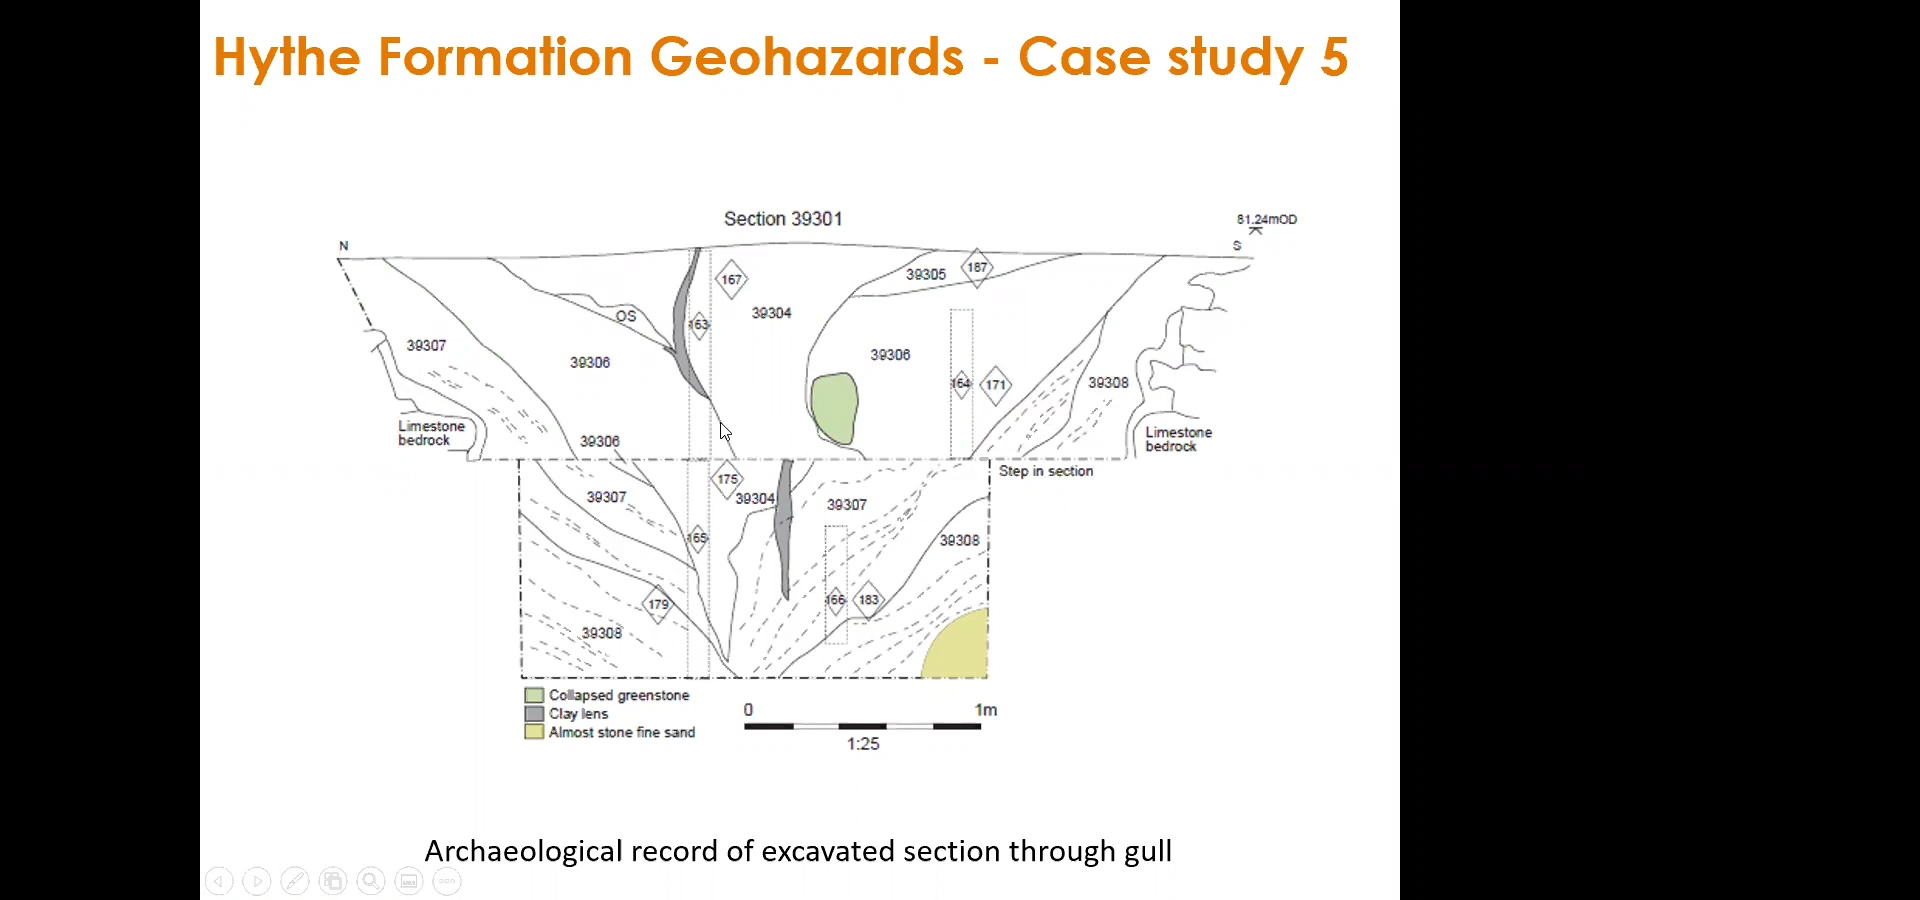 Hythe Formation Geohazards - Case study 5
Section 39301
81.24mOD
N
S
187
39305
167
39304
OS
163
39307
39306
39306
164
171
39308
Limestone
bedrock
39306
Limestone
bedrock
Step in section
175
39304
39307
39307
165
39308
179
166
183
39308
Collapsed greenstone
Clay lens
Almost stone fine sand
0
1m
1:25
Archaeological record of excavated section through gull